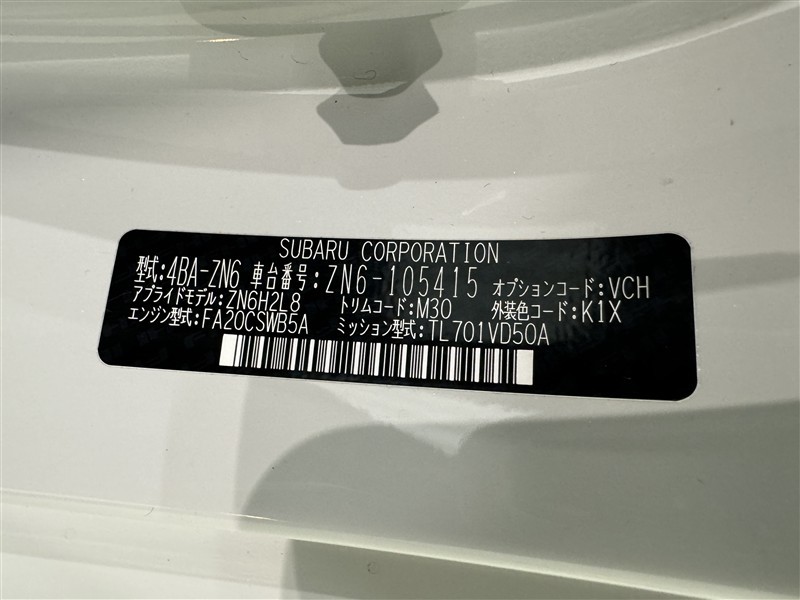 SUBARU CORPORATION
型式:4BA-ZN6 車台番号:ZN6-105415 オプションコード:VCH
アプライドモデル:ZN6H2L8 トリムコード:M30 外装色コード:K1X
エンジン型式:FA20CSWB5A ミッション型式:TL701VD50A